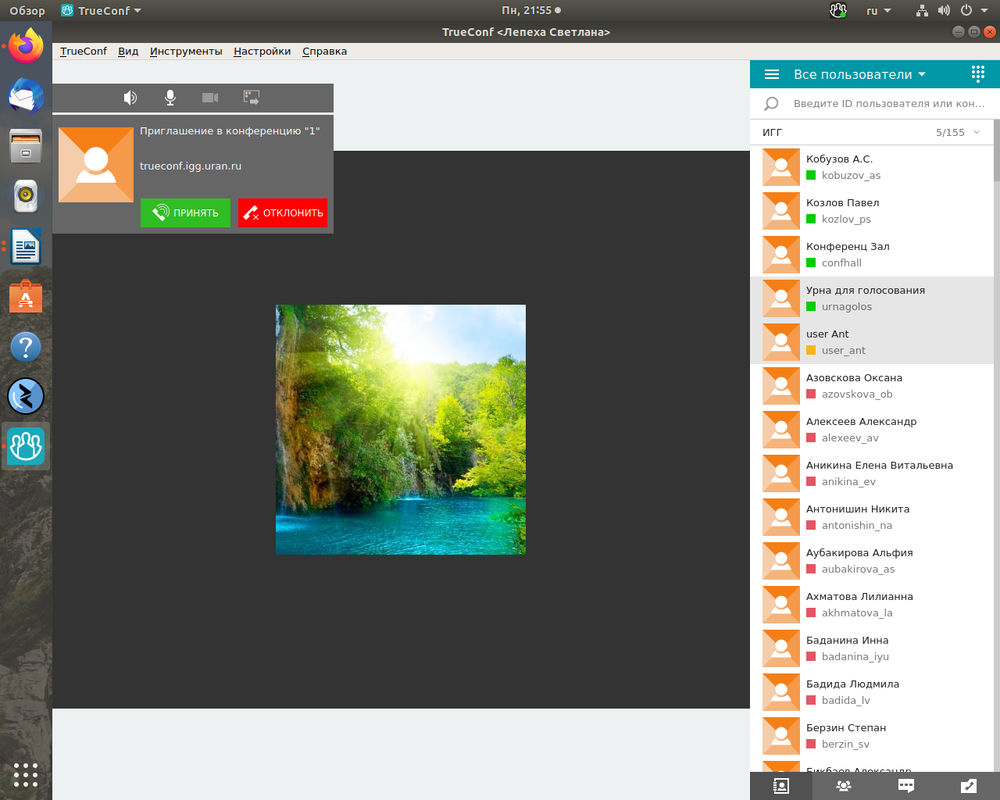 Обзор
TrueConf
Пн, 21:55
ru
TrueConf <Лепеха Светлана>
TrueConf Вид Инструменты Настройки Справка
Приглашение в конференцию "1"
trueconf.igg.uran.ru
ПРИНЯТЬ
ОТКЛОНИТЬ
Все пользователи
Введите ID пользователя или кон...
ИГГ 5/155
Кобузов А.С.
kobuzov_as
Козлов Павел
kozlov_ps
Конференц Зал
confhall
Урна для голосования
urnagolos
user Ant
user_ant
Азовскова Оксана
azovskova_ob
Алексеев Александр
alexeev_av
Аникина Елена Витальевна
anikina_ev
Антонишин Никита
antonishin_na
Аубакирова Альфия
aubakirova_as
Ахматова Лилианна
akhmatova_la
Баданина Инна
badanina_iyu
Бадида Людмила
badida_lv
Берзин Степан
berzin_sv
Бикбаев Александр